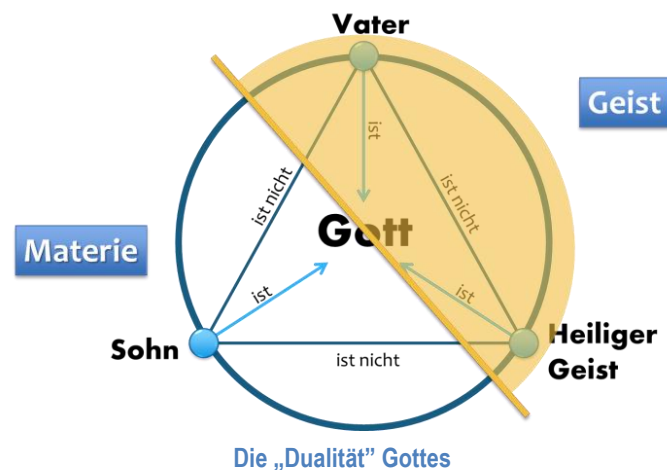 Vater
Geist
ist
ist nicht
ist nicht
Gott
Materie
ist
ist
Sohn
ist nicht
Heiliger
Geist
Die „Dualität” Gottes